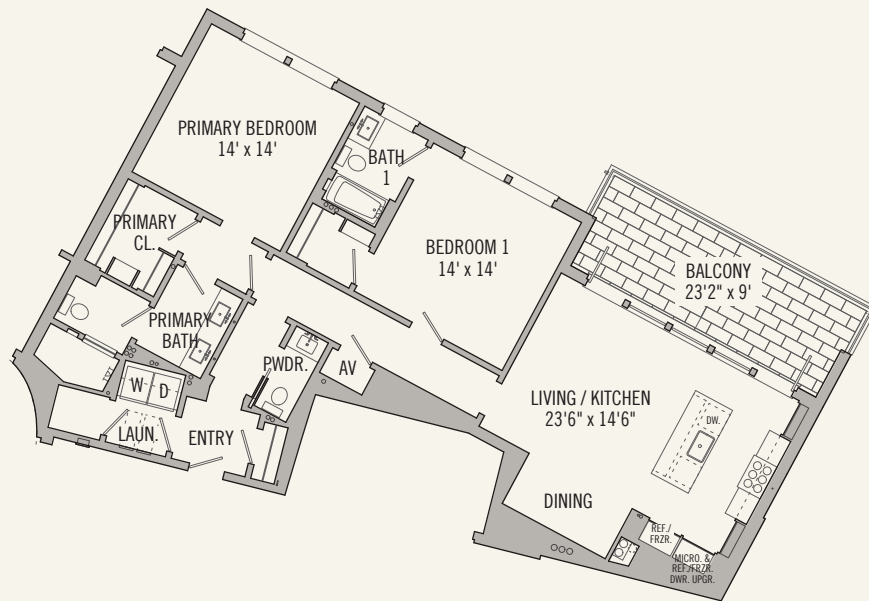 PRIMARY BEDROOM
14' x 14'
BATH
1
PRIMARY
CL.
BEDROOM 1
14' x 14'
BALCONY
23'2" x 9'
PRIMARY
BATH
PWDR.
AV
W
D
LAUN.
ENTRY
LIVING / KITCHEN
23'6" x 14'6"
DW.
DINING
REF./
FRZR.
MICRO. &
REF./FRZR.
DWR. UPGR.